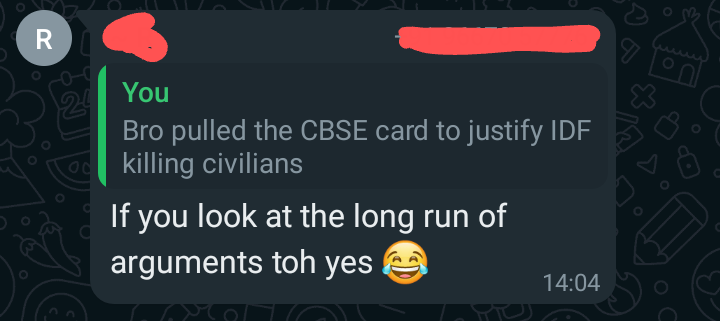 R
You
Bro pulled the CBSE card to justify IDF
killing civilians
If you look at the long run of
arguments toh yes 😂
14:04